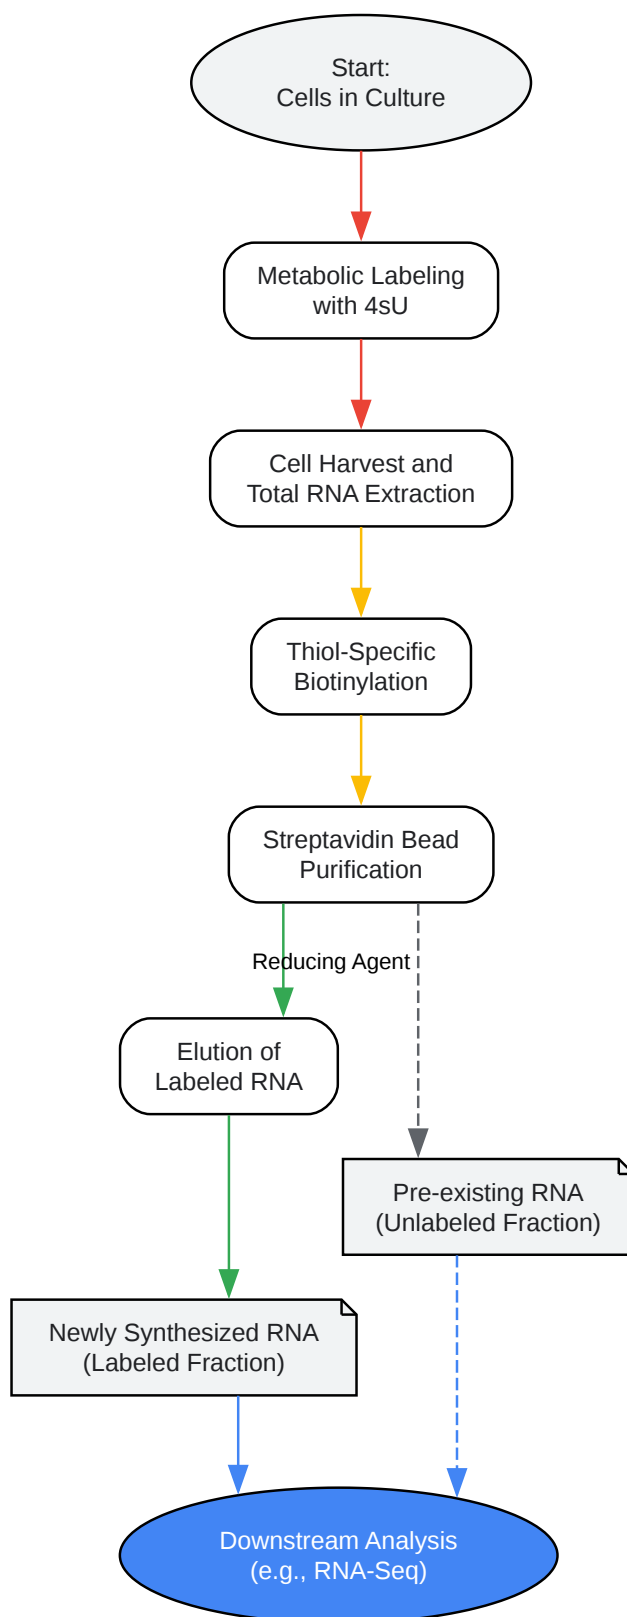 Start:
Cells in Culture
Metabolic Labeling
with 4sU
Cell Harvest and
Total RNA Extraction
Thiol-Specific
Biotinylation
Streptavidin Bead
Purification
Reducing Agent
Elution of
Labeled RNA
Pre-existing RNA
(Unlabeled Fraction)
Newly Synthesized RNA
(Labeled Fraction)
Downstream Analysis
(e.g., RNA-Seq)